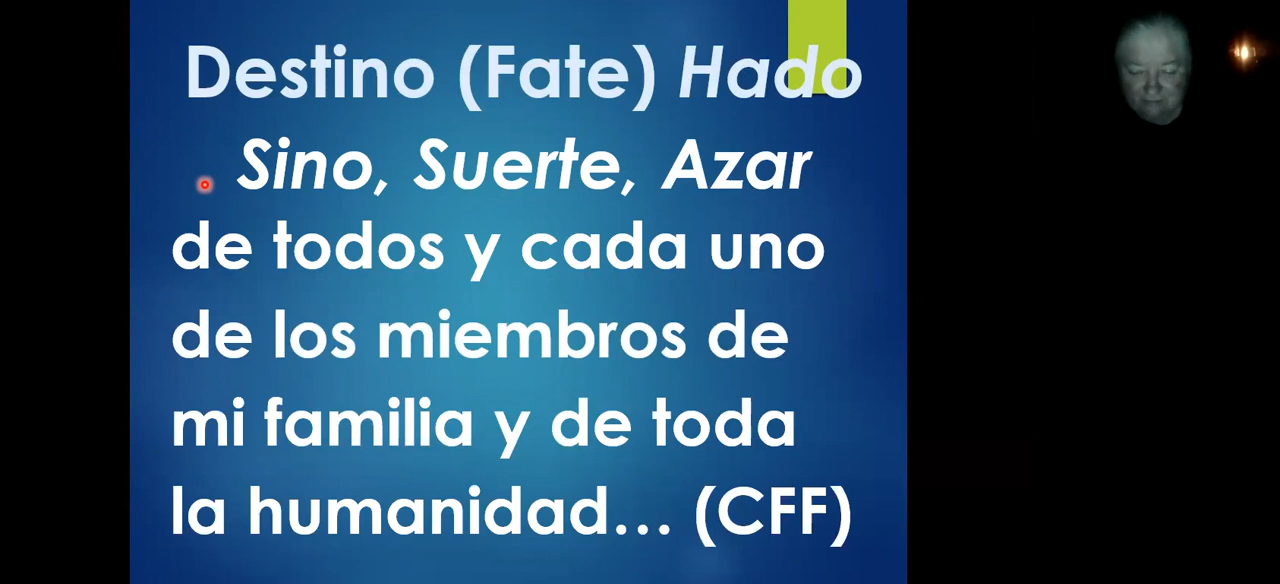 Destino (Fate) Hado
Sino, Suerte, Azar
de todos y cada uno
de los miembros de
mi familia y de toda
la humanidad... (CFF)